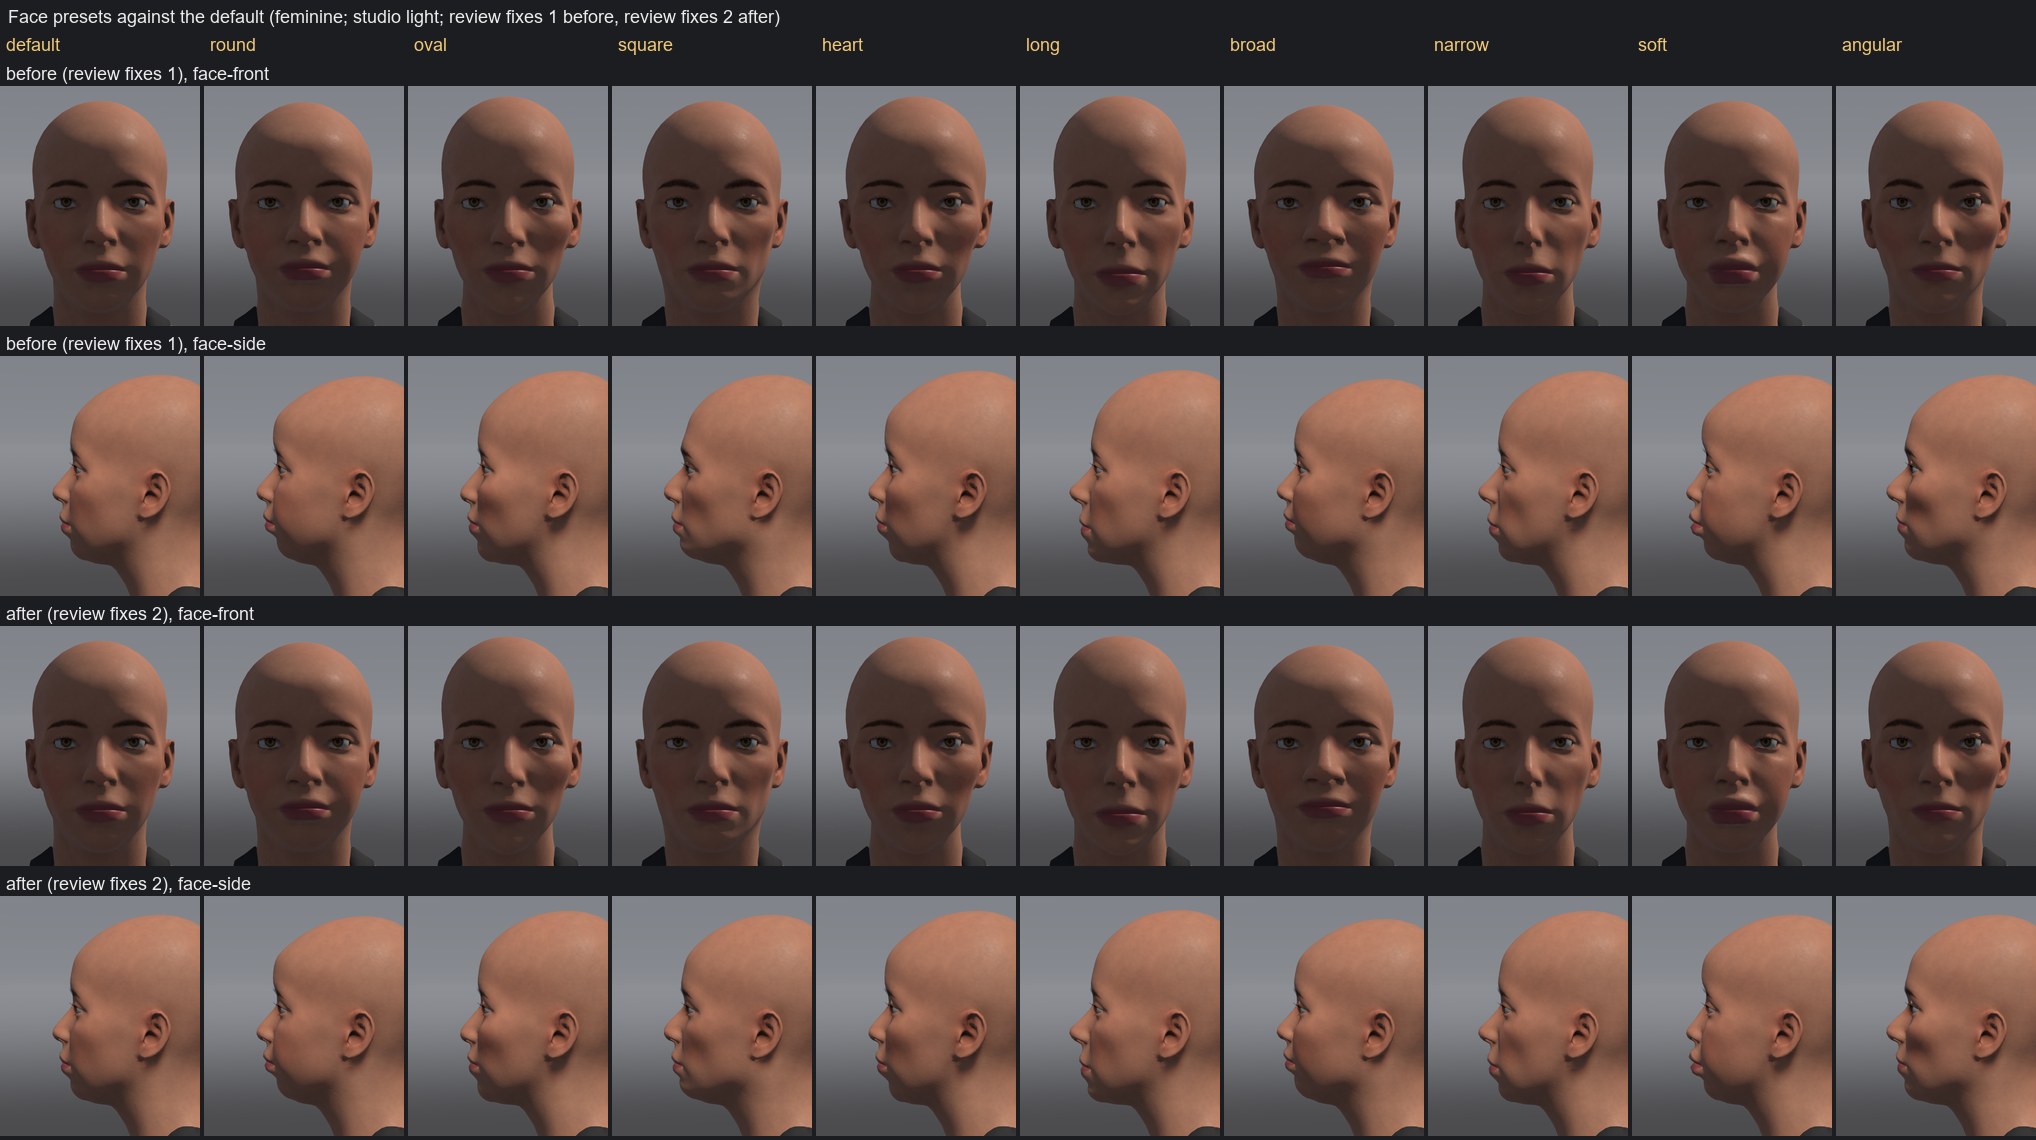 Face presets against the default (feminine; studio light; review fixes 1 before, review fixes 2 after)
default round oval square heart long broad narrow soft angular
before (review fixes 1), face-front
before (review fixes 1), face-side
after (review fixes 2), face-front
after (review fixes 2), face-side